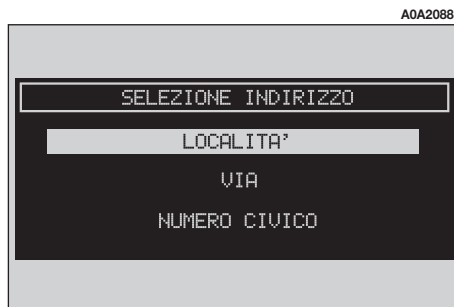 A0A2088
SELEZIONE INDIRIZZO
LOCALITA’
VIA
NUMERO CIVICO